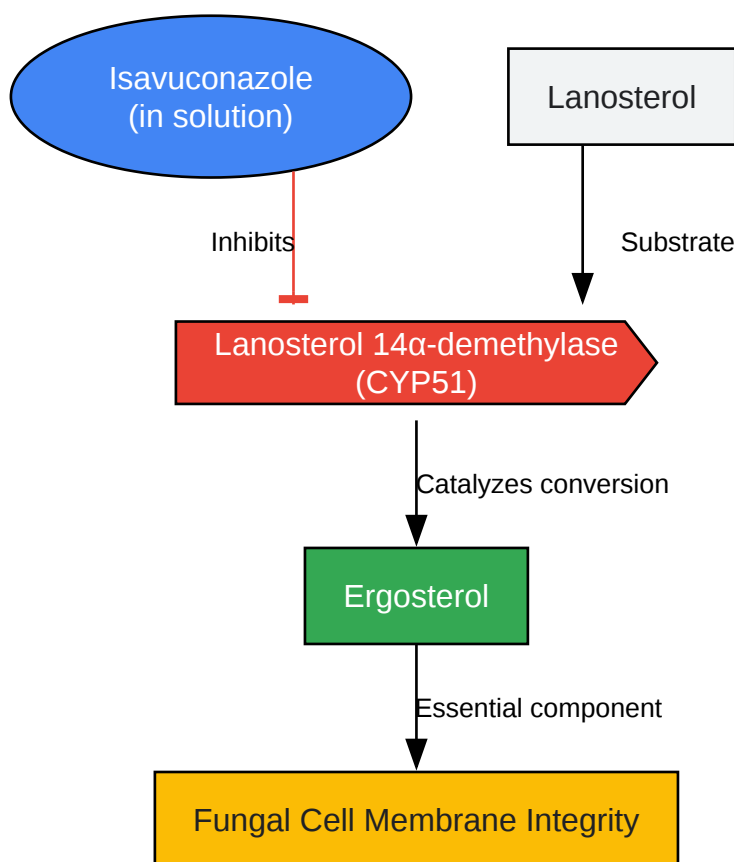 Isavuconazole
(in solution)
Lanosterol
Inhibits
Substrate
Lanosterol 14α-demethylase
(CYP51)
Catalyzes conversion
Ergosterol
Essential component
Fungal Cell Membrane Integrity